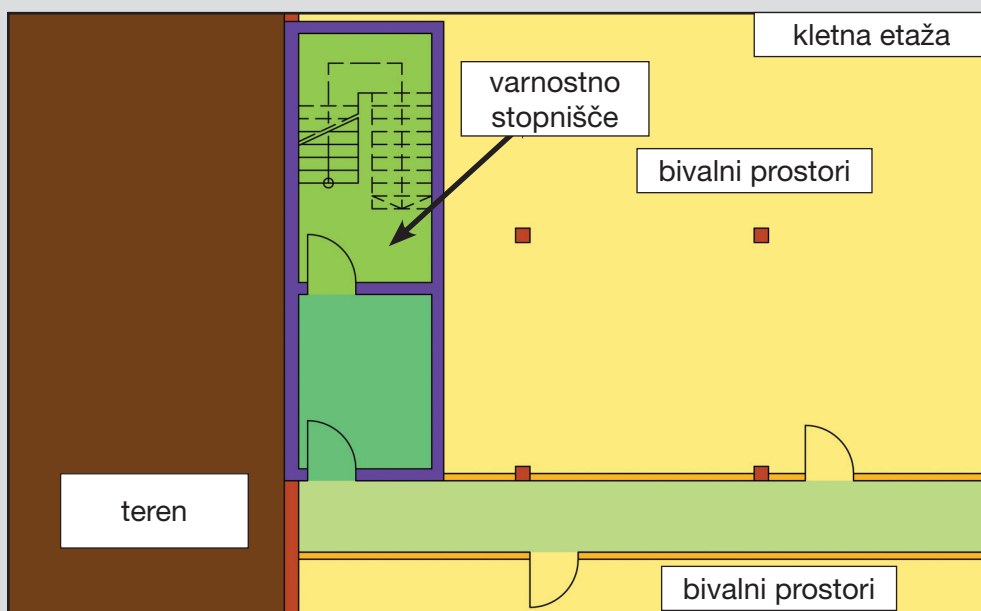 kletna etaža
varnostno
stopnišče
bivalni prostori
teren
bivalni prostori